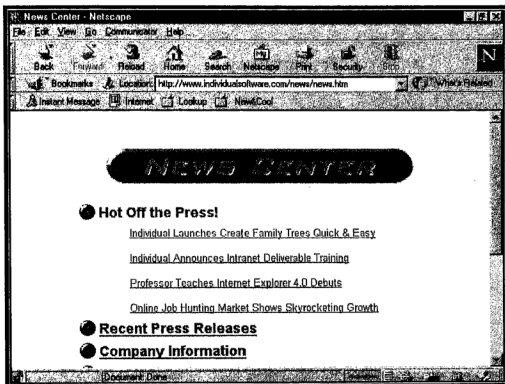 News Center - Netscape
File Edit View Go Communicator Help
Back Forward Reload Home Search Netscape Print Security Stop
Bookmarks Location: http://www.individualsoftware.com/news/news.htm What's Related
Instant Message Internet Lookup New&Cool
NEWS CENTER
Hot Off the Press!
Individual Launches Create Family Trees Quick & Easy
Individual Announces Intranet Deliverable Training
Professor Teaches Internet Explorer 4.0 Debuts
Online Job Hunting Market Shows Skyrocketing Growth
Recent Press Releases
Company Information
Document: Done